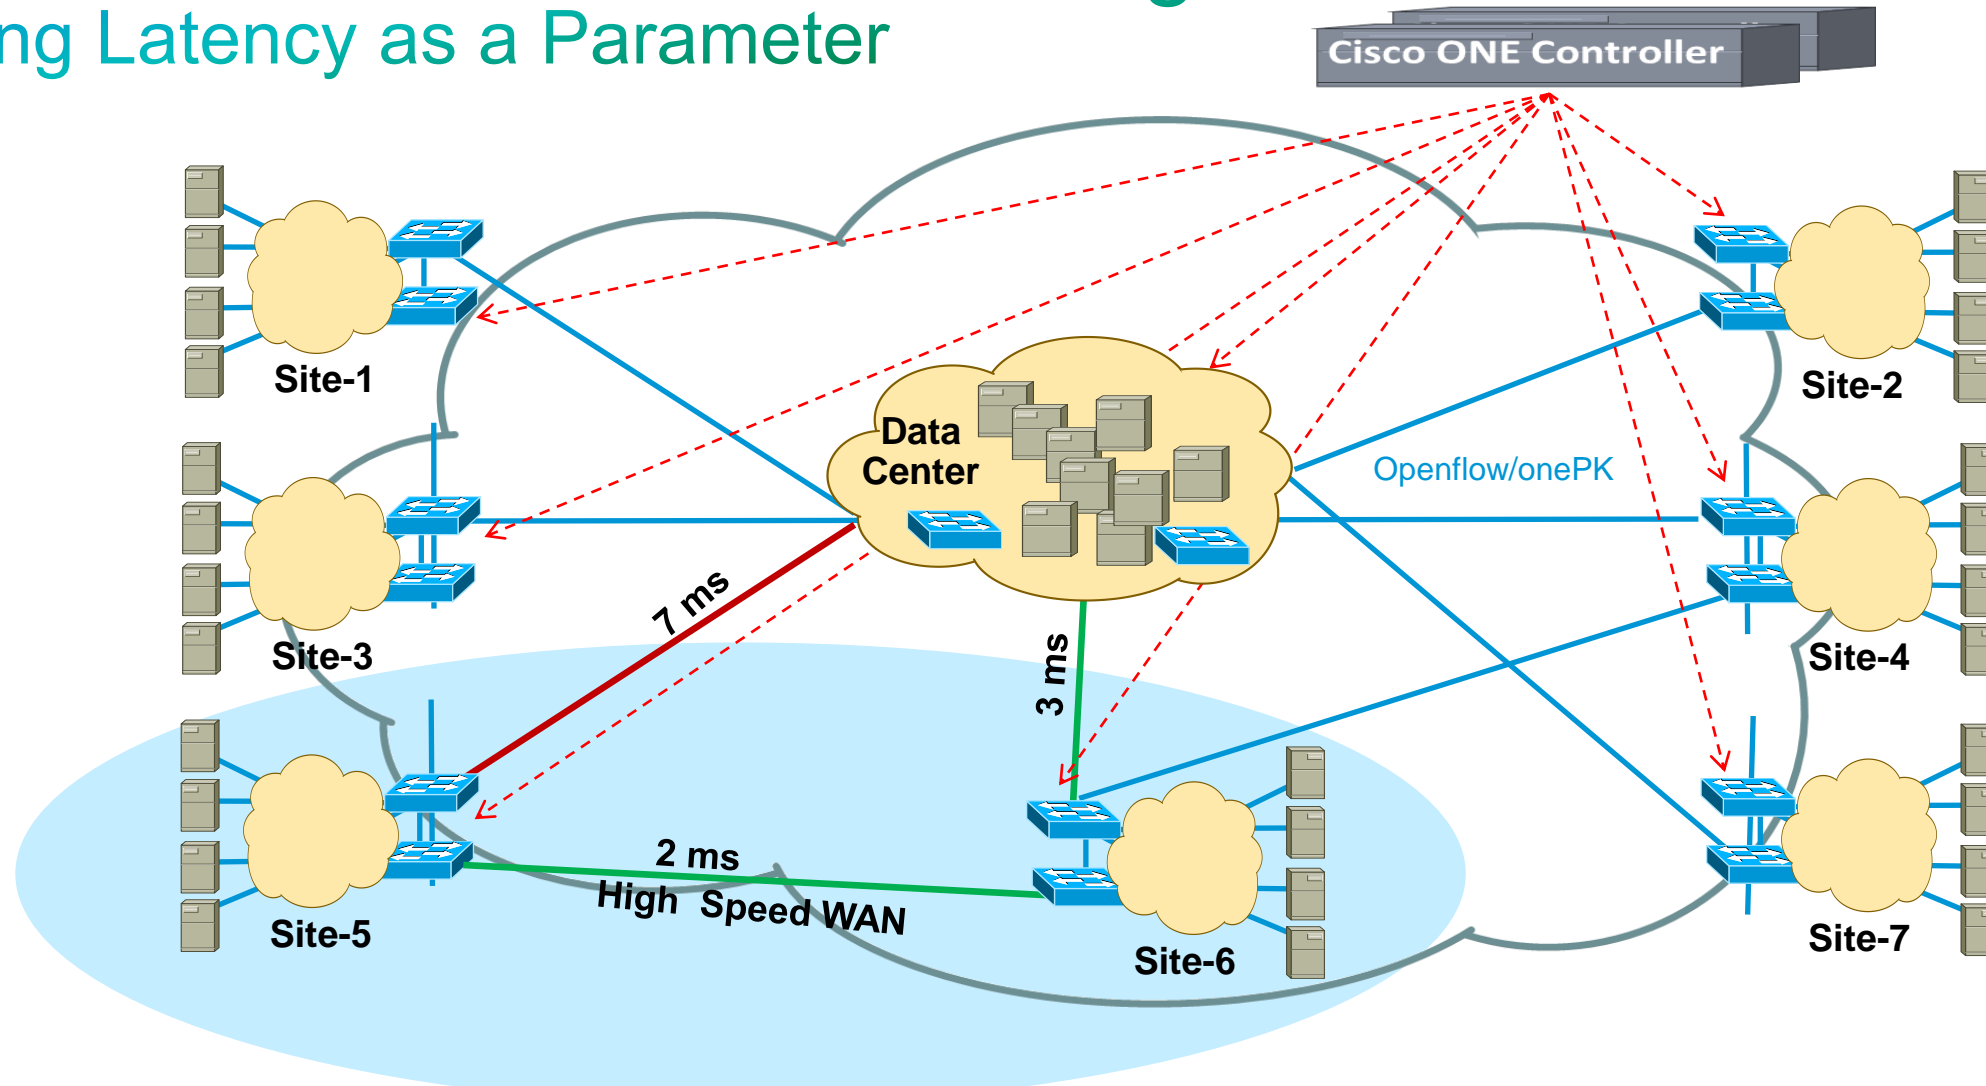 Latency as a Parameter
Cisco ONE Controller
Site-1
Site-2
Data
Center
Openflow/onePK
7 ms
3 ms
Site-3
Site-4
2 ms
High Speed WAN
Site-5
Site-6
Site-7